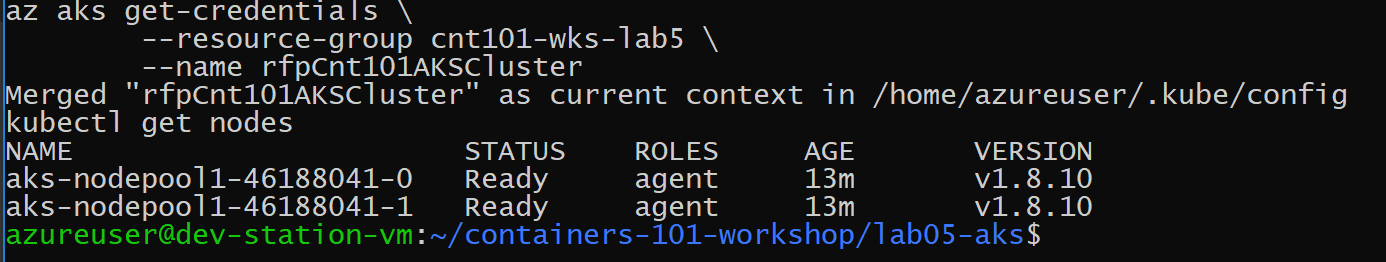 az aks get-credentials \
        --resource-group cnt101-wks-lab5 \
        --name rfpCnt101AKSCluster
Merged "rfpCnt101AKSCluster" as current context in /home/azureuser/.kube/config
kubectl get nodes
NAME                       STATUS    ROLES     AGE       VERSION
aks-nodepool1-46188041-0   Ready     agent     13m       v1.8.10
aks-nodepool1-46188041-1   Ready     agent     13m       v1.8.10
azureuser@dev-station-vm:~/containers-101-workshop/lab05-aks$